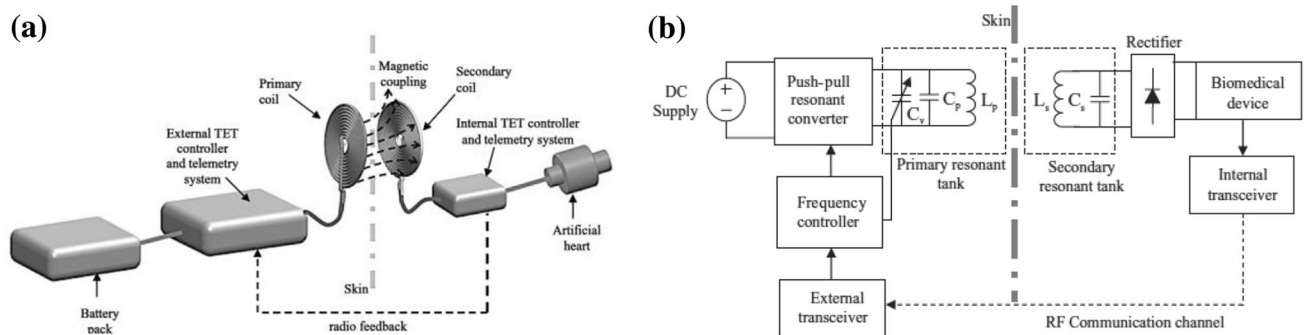 (a)
Primary
coil
Magnetic
coupling
Secondary
coil
External TET
controller
and telemetry
system
Internal TET controller
and telemetry system
Artificial
heart
Skin
Battery
pack
radio feedback
(b)
Skin
DC
Supply
Push-pull
resonant
converter
Cv
Cp
Lp
Primary resonant
tank
Ls
Cs
Secondary
resonant tank
Rectifier
Biomedical
device
Internal
transceiver
Frequency
controller
External
transceiver
RF Communication channel